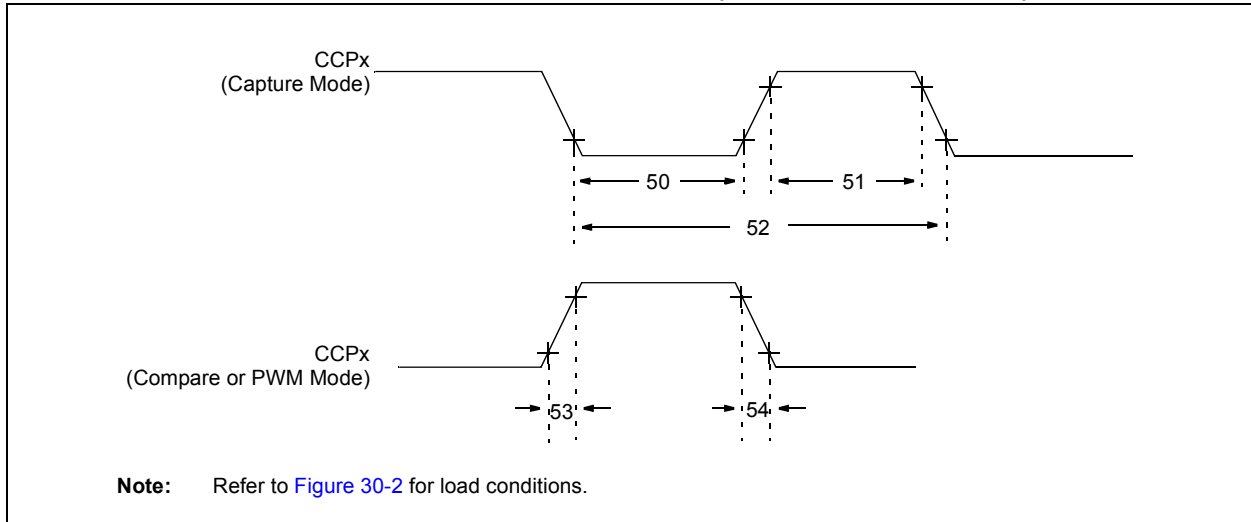 CCPx
(Capture Mode)
50
51
52
CCPx
(Compare or PWM Mode)
53
54
Note: Refer to Figure 30-2 for load conditions.